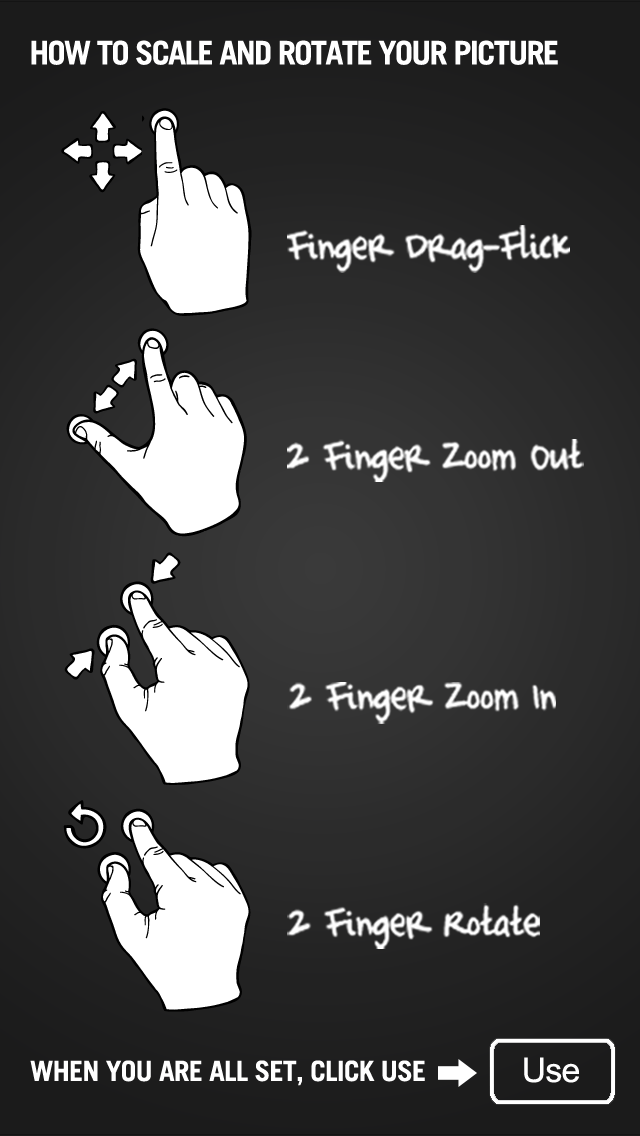 HOW TO SCALE AND ROTATE YOUR PICTURE
Finger Drag-Flick
2 Finger Zoom Out
2 Finger Zoom In
2 Finger Rotate
WHEN YOU ARE ALL SET, CLICK USE
Use